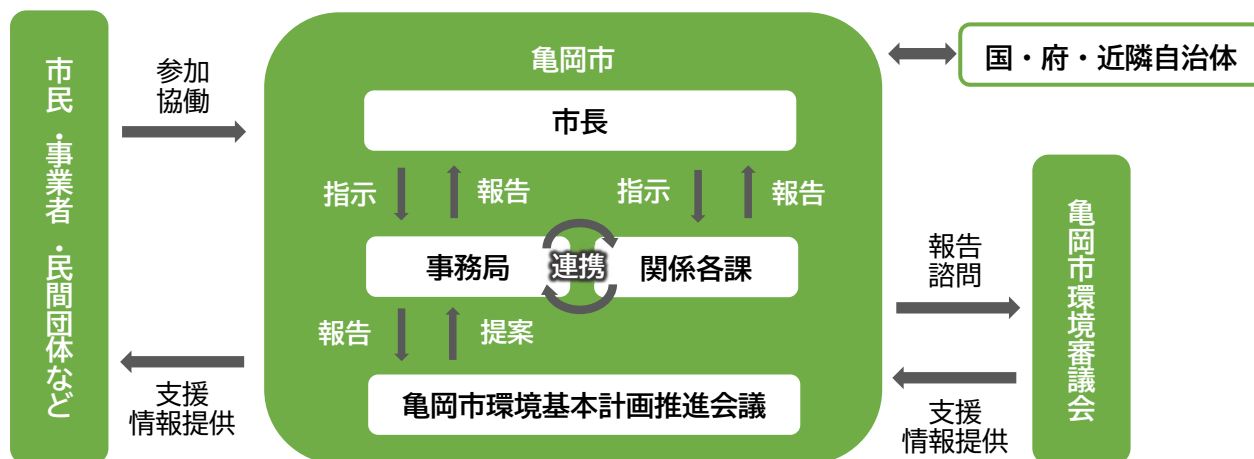 亀岡市
国・府・近隣自治体
市民・事業者・民間団体など
参加
協働
市長
指示
報告
指示
報告
事務局
連携
関係各課
報告
提案
亀岡市環境基本計画推進会議
支援
情報提供
報告
諮問
支援
情報提供
亀岡市環境審議会